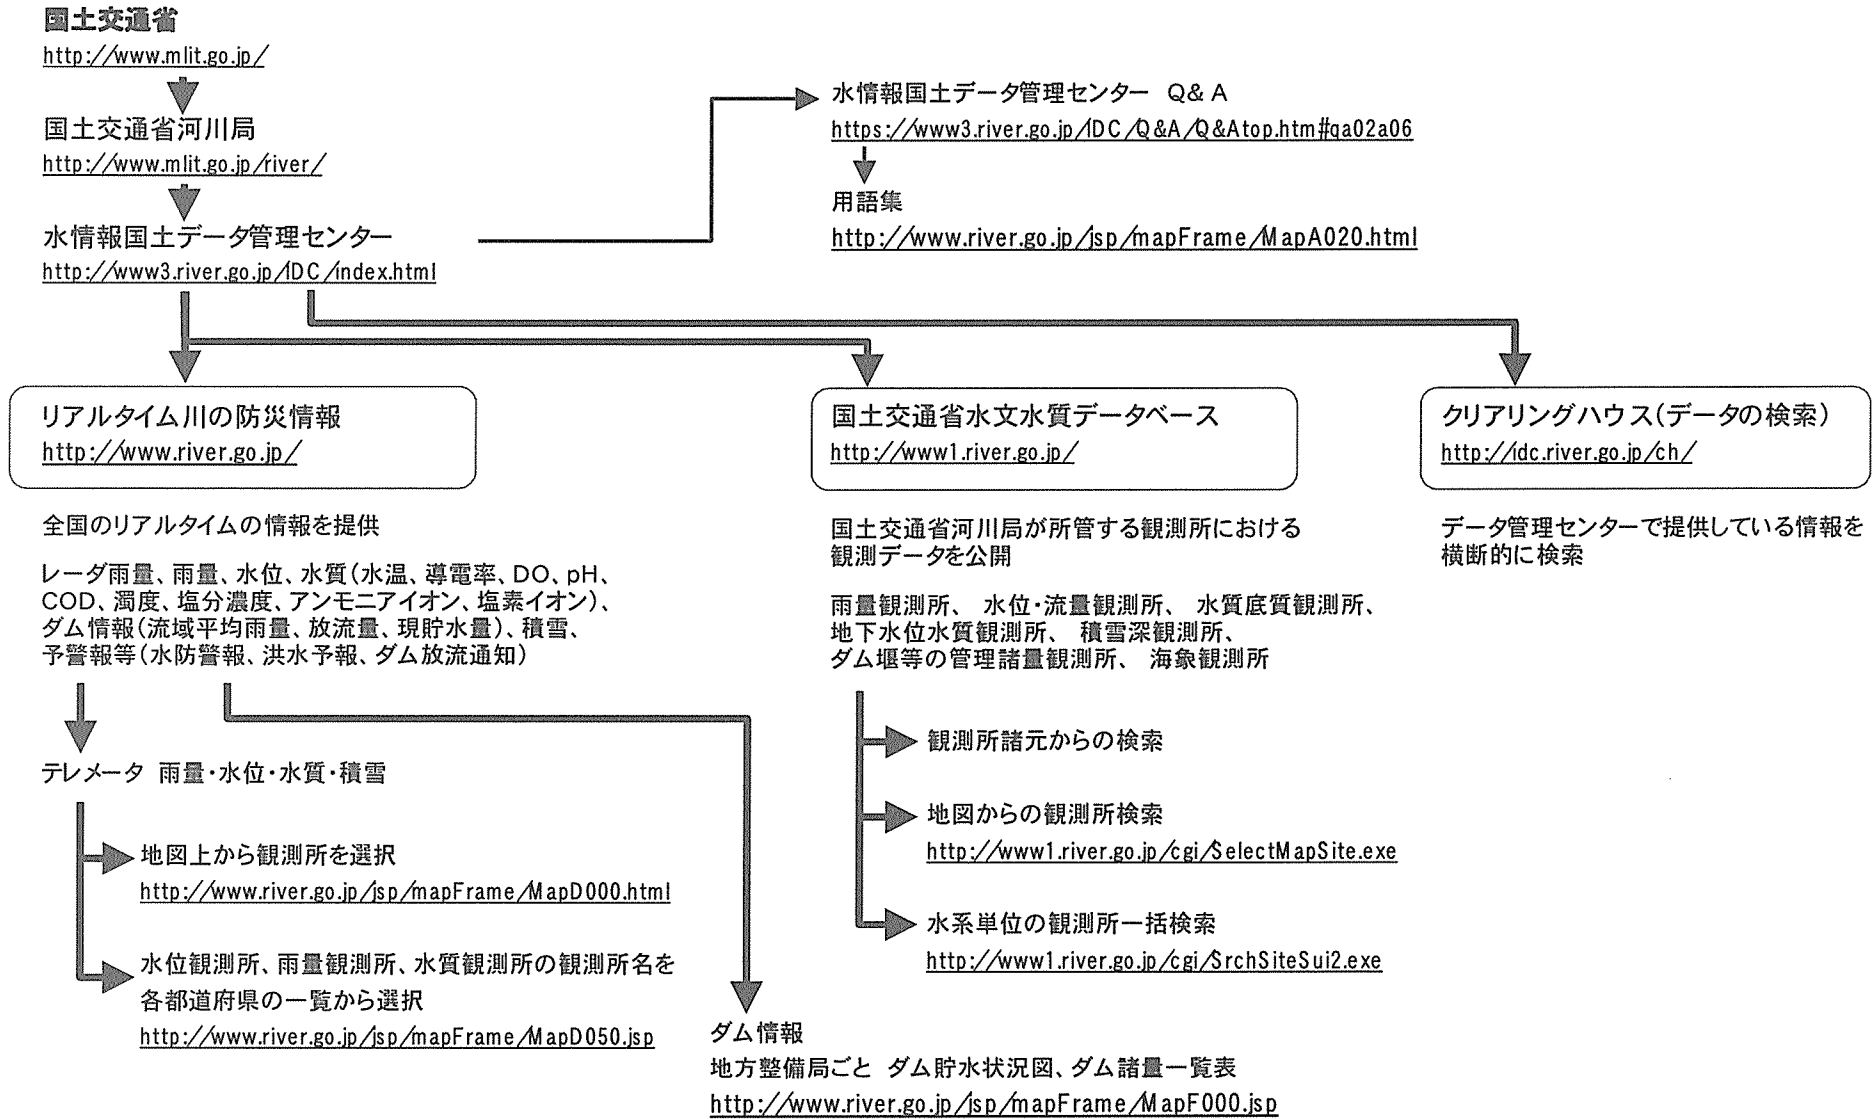 国土交通省
http://www.mlit.go.jp/
国土交通省河川局
http://www.mlit.go.jp/river/
水情報国土データ管理センター
http://www3.river.go.jp/IDC/index.html
水情報国土データ管理センター Q&A
https://www3.river.go.jp/IDC/Q&A/Q&Atop.htm#qa02a06
用語集
http://www.river.go.jp/jsp/mapFrame/MapA020.html
リアルタイム川の防災情報
http://www.river.go.jp/
全国のリアルタイムの情報を提供
レーダ雨量、雨量、水位、水質(水温、導電率、DO、pH、
COD、濁度、塩分濃度、アンモニアイオン、塩素イオン)、
ダム情報(流域平均雨量、放流量、現貯水量)、積雪、
予警報等(水防警報、洪水予報、ダム放流通知)
テレメータ 雨量・水位・水質・積雪
地図上から観測所を選択
http://www.river.go.jp/jsp/mapFrame/MapD000.html
水位観測所、雨量観測所、水質観測所の観測所名を
各都道府県の一覧から選択
http://www.river.go.jp/jsp/mapFrame/MapD050.jsp
ダム情報
地方整備局ごと ダム貯水状況図、ダム諸量一覧表
http://www.river.go.jp/jsp/mapFrame/MapF000.jsp
国土交通省水文水質データベース
http://www1.river.go.jp/
国土交通省河川局が所管する観測所における
観測データを公開
雨量観測所、 水位・流量観測所、 水質底質観測所、
地下水位水質観測所、 積雪深観測所、
ダム堰等の管理諸量観測所、 海象観測所
観測所諸元からの検索
地図からの観測所検索
http://www1.river.go.jp/cgi/SelectMapSite.exe
水系単位の観測所一括検索
http://www1.river.go.jp/cgi/SrchSiteSui2.exe
クリアリングハウス(データの検索)
http://idc.river.go.jp/ch/
データ管理センターで提供している情報を
横断的に検索